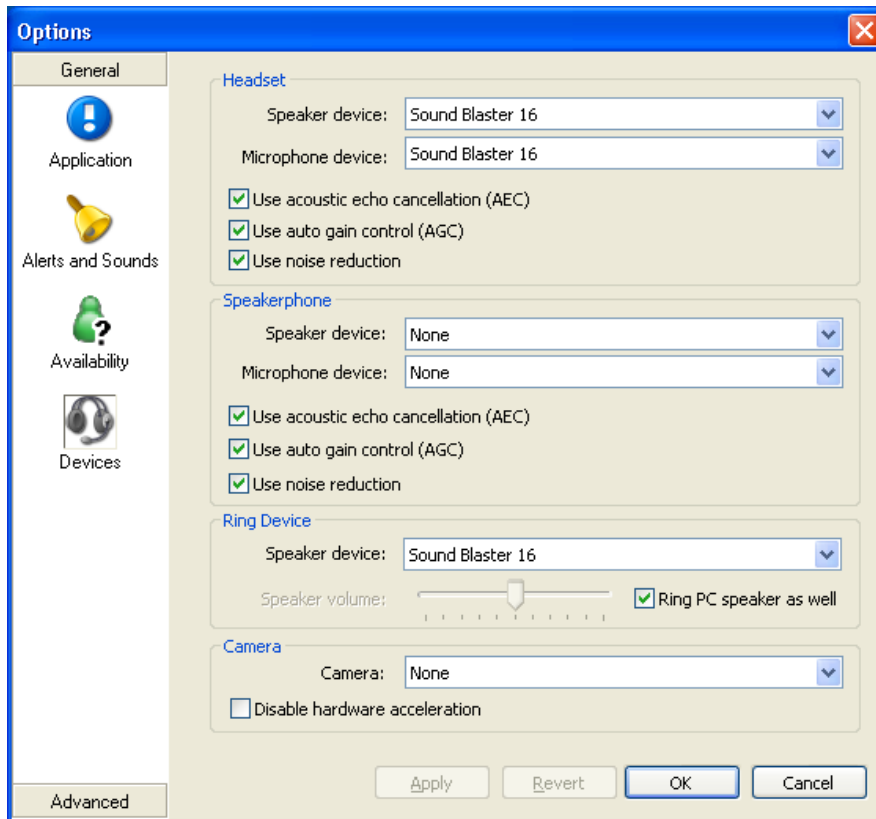 Options
General
Application
Alerts and Sounds
Availability
Devices
Advanced
Headset
Speaker device: Sound Blaster 16
Microphone device: Sound Blaster 16
Use acoustic echo cancellation (AEC)
Use auto gain control (AGC)
Use noise reduction
Speakerphone
Speaker device: None
Microphone device: None
Use acoustic echo cancellation (AEC)
Use auto gain control (AGC)
Use noise reduction
Ring Device
Speaker device: Sound Blaster 16
Speaker volume: Ring PC speaker as well
Camera
Camera: None
Disable hardware acceleration
Apply Revert OK Cancel